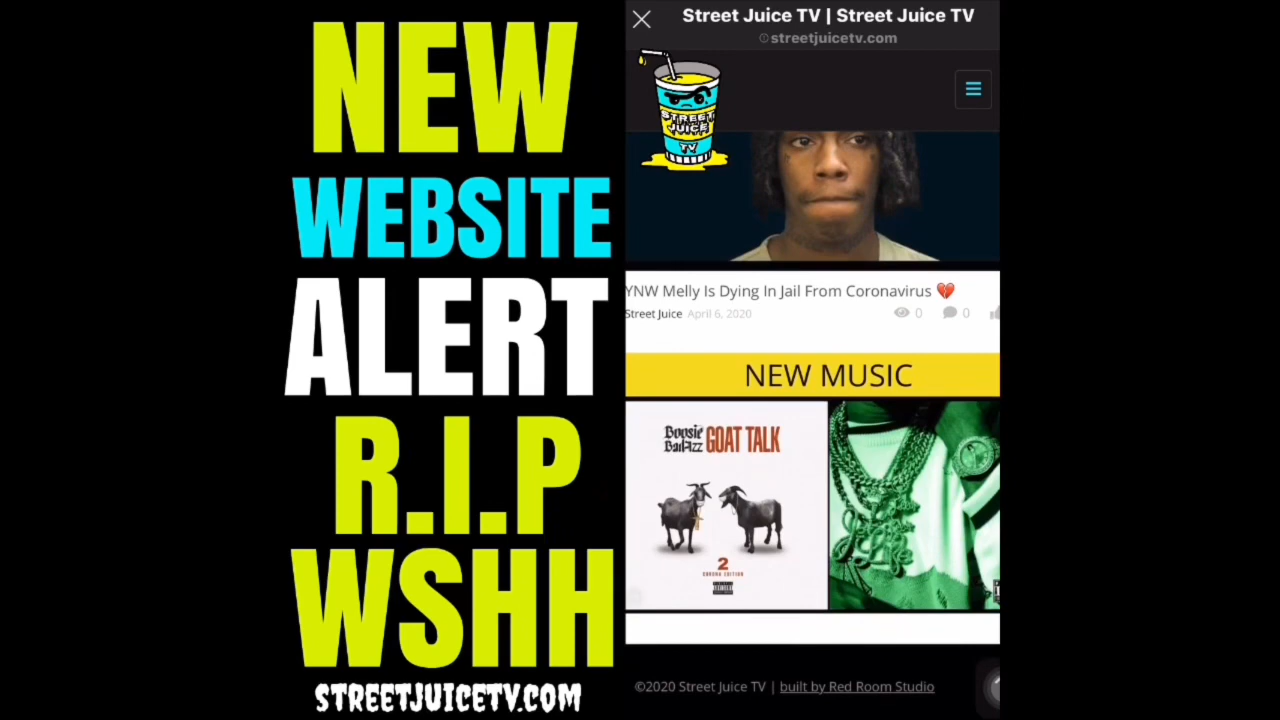 NEW
WEBSITE
ALERT
R.I.P
WSHH
STREETJUICETV.COM
Street Juice TV | Street Juice TV
streetjuicetv.com
STREET
JUICE
TV
YNW Melly Is Dying In Jail From Coronavirus 💔
Street Juice April 6, 2020 0 0
NEW MUSIC
Boosie
BadAzz GOAT TALK
2
CORONA EDITION
©2020 Street Juice TV | built by Red Room Studio